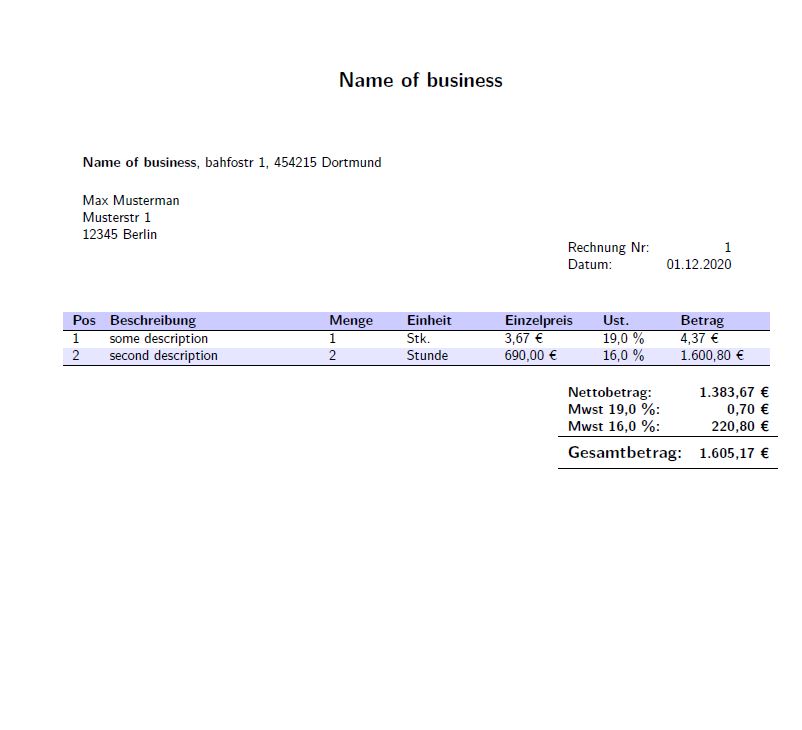 Name of business
Name of business, bahfostr 1, 454215 Dortmund
Max Musterman
Musterstr 1
12345 Berlin
Rechnung Nr: 1
Datum: 01.12.2020
Pos Beschreibung Menge Einheit Einzelpreis Ust. Betrag
1 some description 1 Stk. 3,67 € 19,0 % 4,37 €
2 second description 2 Stunde 690,00 € 16,0 % 1.600,80 €
Nettobetrag: 1.383,67 €
Mwst 19,0 %: 0,70 €
Mwst 16,0 %: 220,80 €
Gesamtbetrag: 1.605,17 €